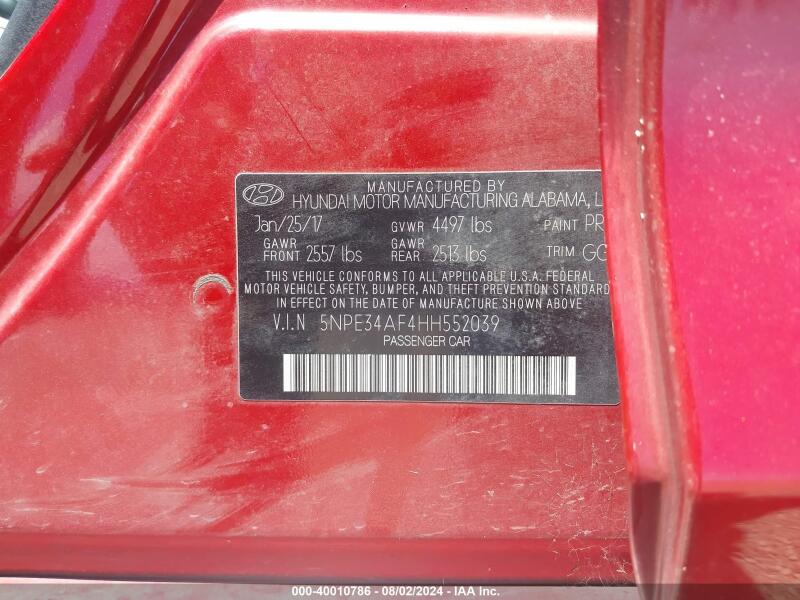 MANUFACTURED BY
HYUNDAI MOTOR MANUFACTURING ALABAMA, L
Jan/25/17 GVWR 4497 lbs PAINT PR
GAWR FRONT 2557 lbs GAWR REAR 2513 lbs TRIM GG
THIS VEHICLE CONFORMS TO ALL APPLICABLE U.S.A. FEDERAL
MOTOR VEHICLE SAFETY, BUMPER, AND THEFT PREVENTION STANDARD
IN EFFECT ON THE DATE OF MANUFACTURE SHOWN ABOVE
V.I.N 5NPE34AF4HH552039
PASSENGER CAR
000-40010786 - 08/02/2024 - IAA Inc.